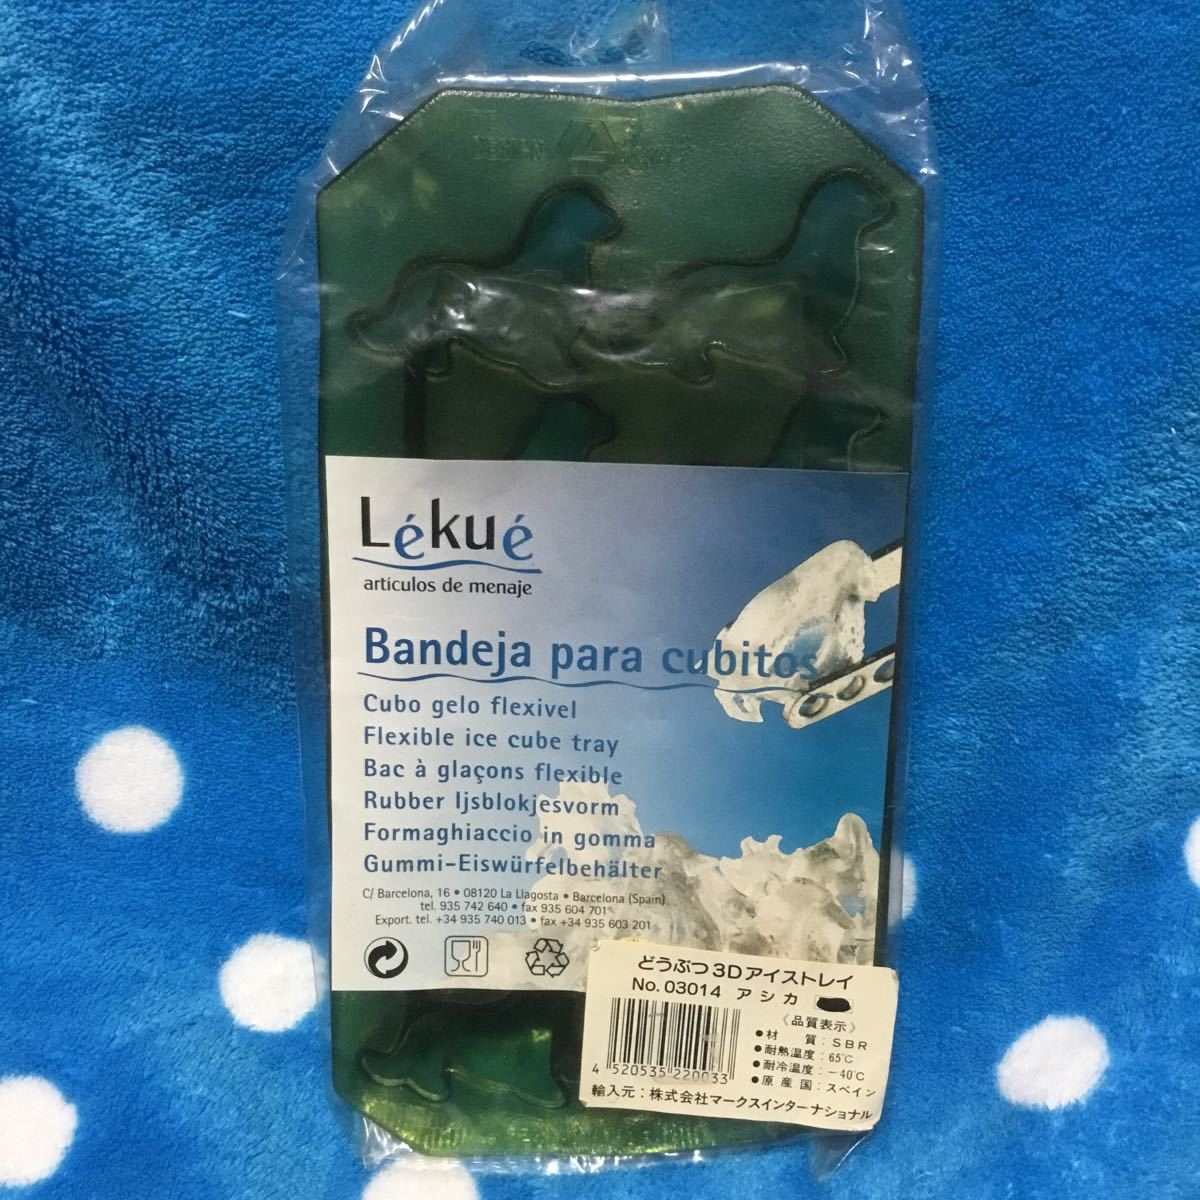 DESIGN
Lékué
artículos de menaje
Bandeja para cubitos
Cubo gelo flexivel
Flexible ice cube tray
Bac à glaçons flexible
Rubber Ijsblokjesvorm
Formaghiaccio in gomma
Gummi-Eiswürfelbehälter
C/ Barcelona, 16 • 08120 La Llagosta • Barcelona (Spain)
tel. 935 742 640 • fax 935 604 701
Export. tel. +34 935 740 013 • fax +34 935 603 201
どうぶつ3Dアイストレイ
No. 03014 アシカ
《品質表示》
●材 質：SBR
●耐熱温度：65℃
●耐冷温度：-40℃
●原産国：スペイン
4 520535 220033
輸入元：株式会社マークスインターナショナル